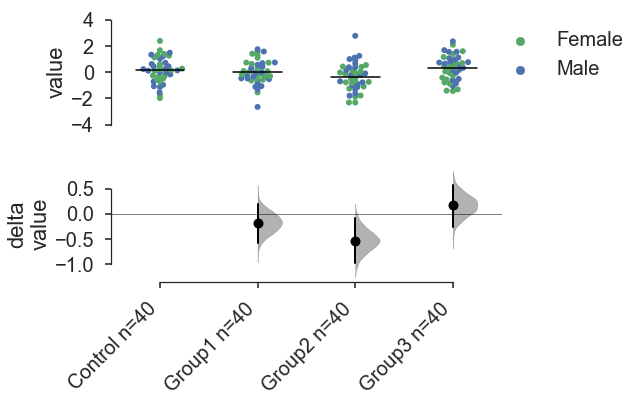 4
2
0
−2
−4
value
Female
Male
0.5
0.0
−0.5
−1.0
delta
value
Control n=40
Group1 n=40
Group2 n=40
Group3 n=40